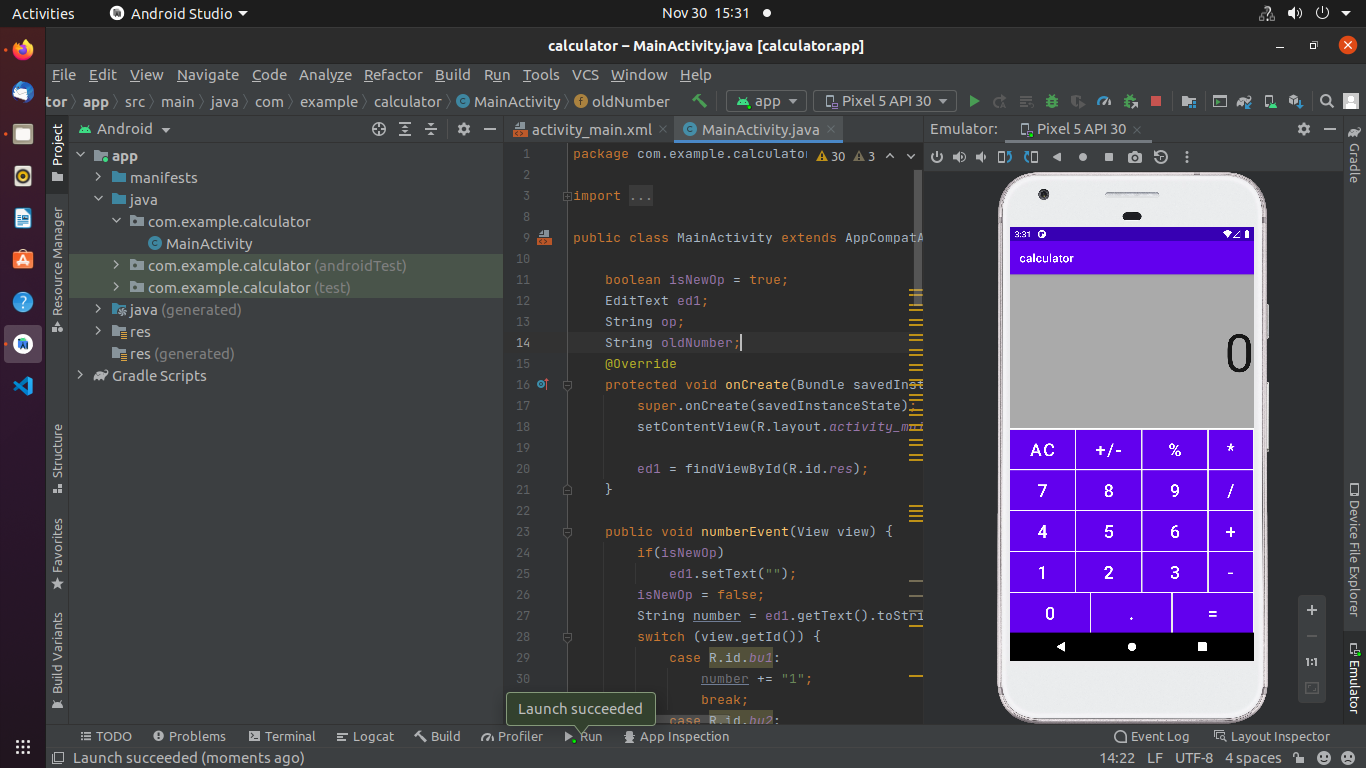 Activities Android Studio Nov 30 15:31
calculator – MainActivity.java [calculator.app]
File Edit View Navigate Code Analyze Refactor Build Run Tools VCS Window Help
tor app src main java com example calculator MainActivity oldNumber app Pixel 5 API 30
Project
Resource Manager
Structure
Favorites
Build Variants
Android
app
manifests
java
com.example.calculator
MainActivity
com.example.calculator (androidTest)
com.example.calculator (test)
java (generated)
res
res (generated)
Gradle Scripts
activity_main.xml MainActivity.java
30 3
1 package com.example.calculator
2
3 import ...
8
9 public class MainActivity extends AppCompatA
10
11 boolean isNewOp = true;
12 EditText ed1;
13 String op;
14 String oldNumber;
15 @Override
16 protected void onCreate(Bundle savedInst
17 super.onCreate(savedInstanceState);
18 setContentView(R.layout.activity_mai
19
20 ed1 = findViewById(R.id.res);
21 }
22
23 public void numberEvent(View view) {
24 if(isNewOp)
25 ed1.setText("");
26 isNewOp = false;
27 String number = ed1.getText().toStri
28 switch (view.getId()) {
29 case R.id.bu1:
30 number += "1";
break;
case R.id.bu2:
Launch succeeded
Emulator: Pixel 5 API 30
3:31
calculator
0
AC +/- % *
7 8 9 /
4 5 6 +
1 2 3 -
0 . =
+
−
1:1
Gradle
Device File Explorer
Emulator
TODO Problems Terminal Logcat Build Profiler Run App Inspection Event Log Layout Inspector
Launch succeeded (moments ago) 14:22 LF UTF-8 4 spaces